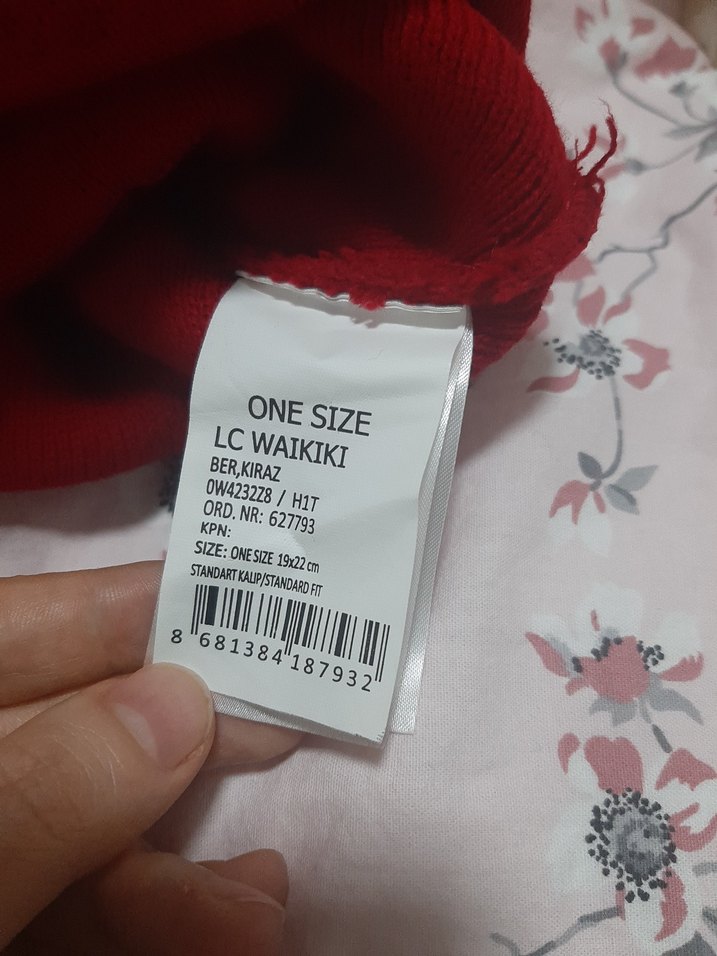 ONE SIZE
LC WAIKIKI
BER,KIRAZ
0W4232Z8 / H1T
ORD. NR: 627793
KPN:
SIZE: ONE SIZE 19x22 cm
STANDART KALIP/STANDARD FIT
8 681384 187932